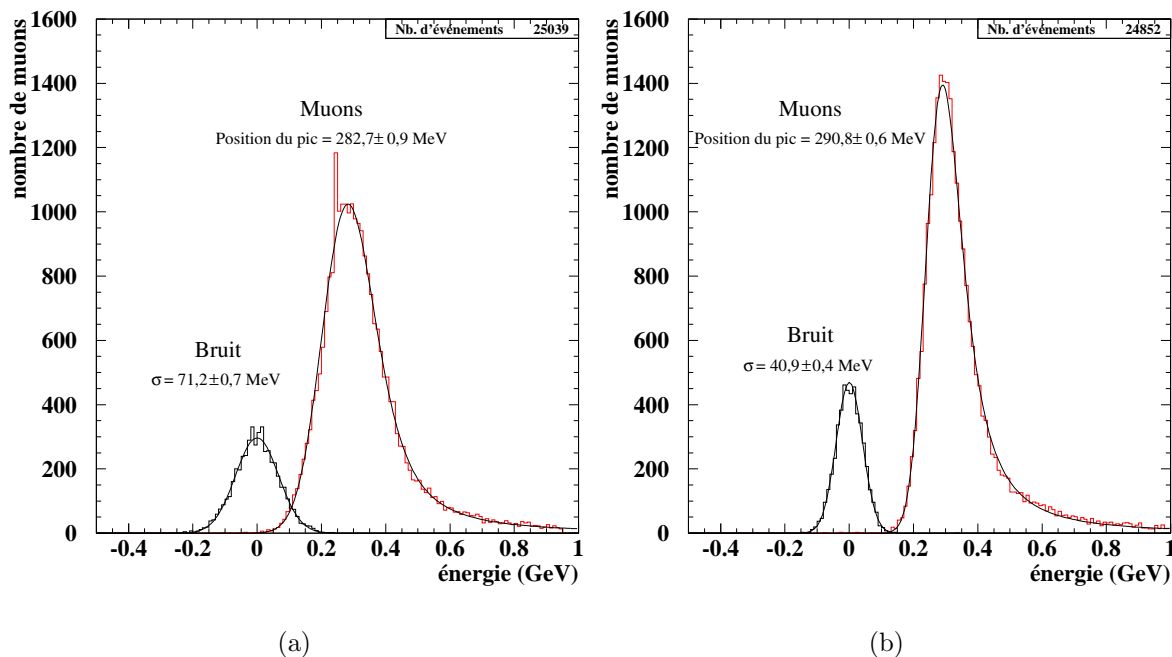 Nb. d'événements 25039
nombre de muons
1600
1400
1200
1000
800
600
400
200
0
Muons
Position du pic = 282,7± 0,9 MeV
Bruit
σ = 71,2±0,7 MeV
-0.4 -0.2 0 0.2 0.4 0.6 0.8 1
énergie (GeV)
(a)
Nb. d'événements 24852
nombre de muons
1600
1400
1200
1000
800
600
400
200
0
Muons
Position du pic = 290,8± 0,6 MeV
Bruit
σ = 40,9±0,4 MeV
-0.4 -0.2 0 0.2 0.4 0.6 0.8 1
énergie (GeV)
(b)